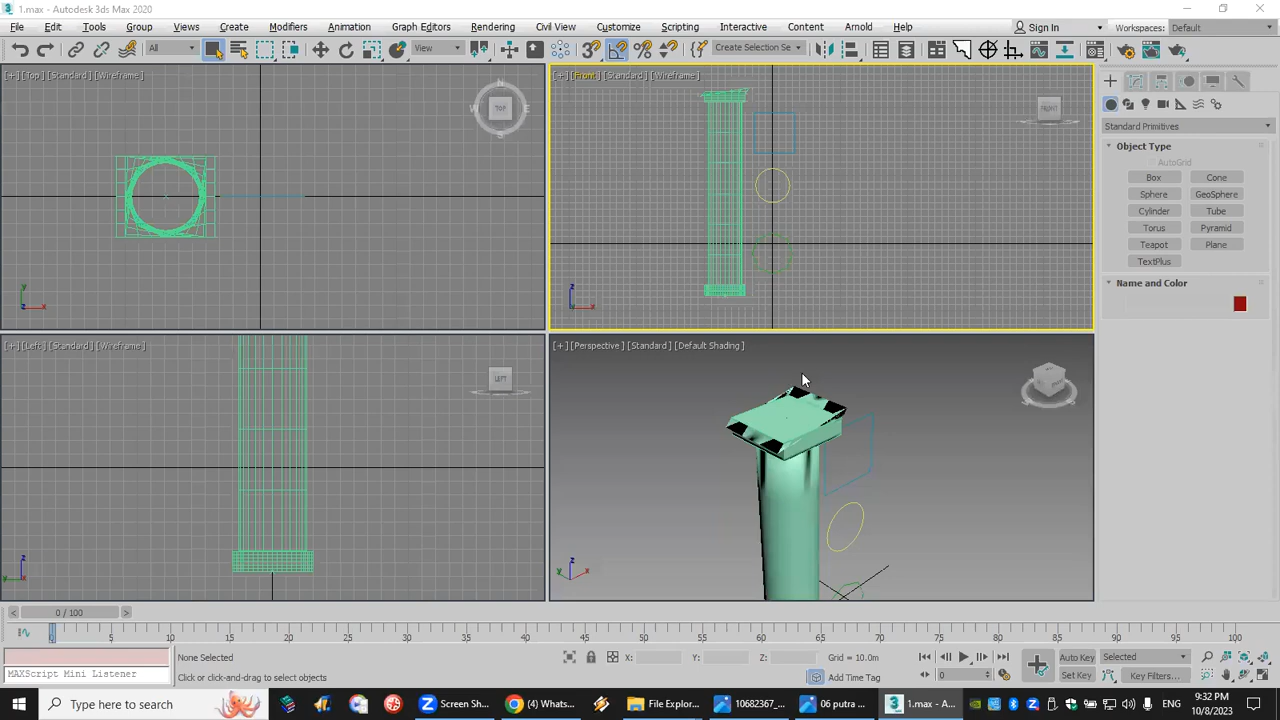 1.max - Autodesk 3ds Max 2020
File Edit Tools Group Views Create Modifiers Animation Graph Editors Rendering Civil View Customize Scripting Interactive Content Arnold Help Sign In Workspaces: Default
All View Create Selection Se
[+] [Top] [Standard] [Wireframe]
N
W TOP E
S
[+] [Front] [Standard] [Wireframe]
FRONT
Standard Primitives
Object Type
AutoGrid
Box Cone
Sphere GeoSphere
Cylinder Tube
Torus Pyramid
Teapot Plane
TextPlus
Name and Color
y
z x
z
y x
[+] [Left] [Standard] [Wireframe]
LEFT
[+] [Perspective] [Standard] [Default Shading]
z
y x
z
y x
< 0 / 100 >
0 5 10 15 20 25 30 35 40 45 50 55 60 65 70 75 80 85 90 95 100
None Selected X: Y: Z: Grid = 10.0m Auto Key Selected
MAXScript Mini Listener Click or click-and-drag to select objects Add Time Tag 0 Set Key Key Filters...
Type here to search Screen Sh... (4) Whats... File Explor... 10682367_... 06 putra ... 1.max - A... 9:32 PM
10/8/2023